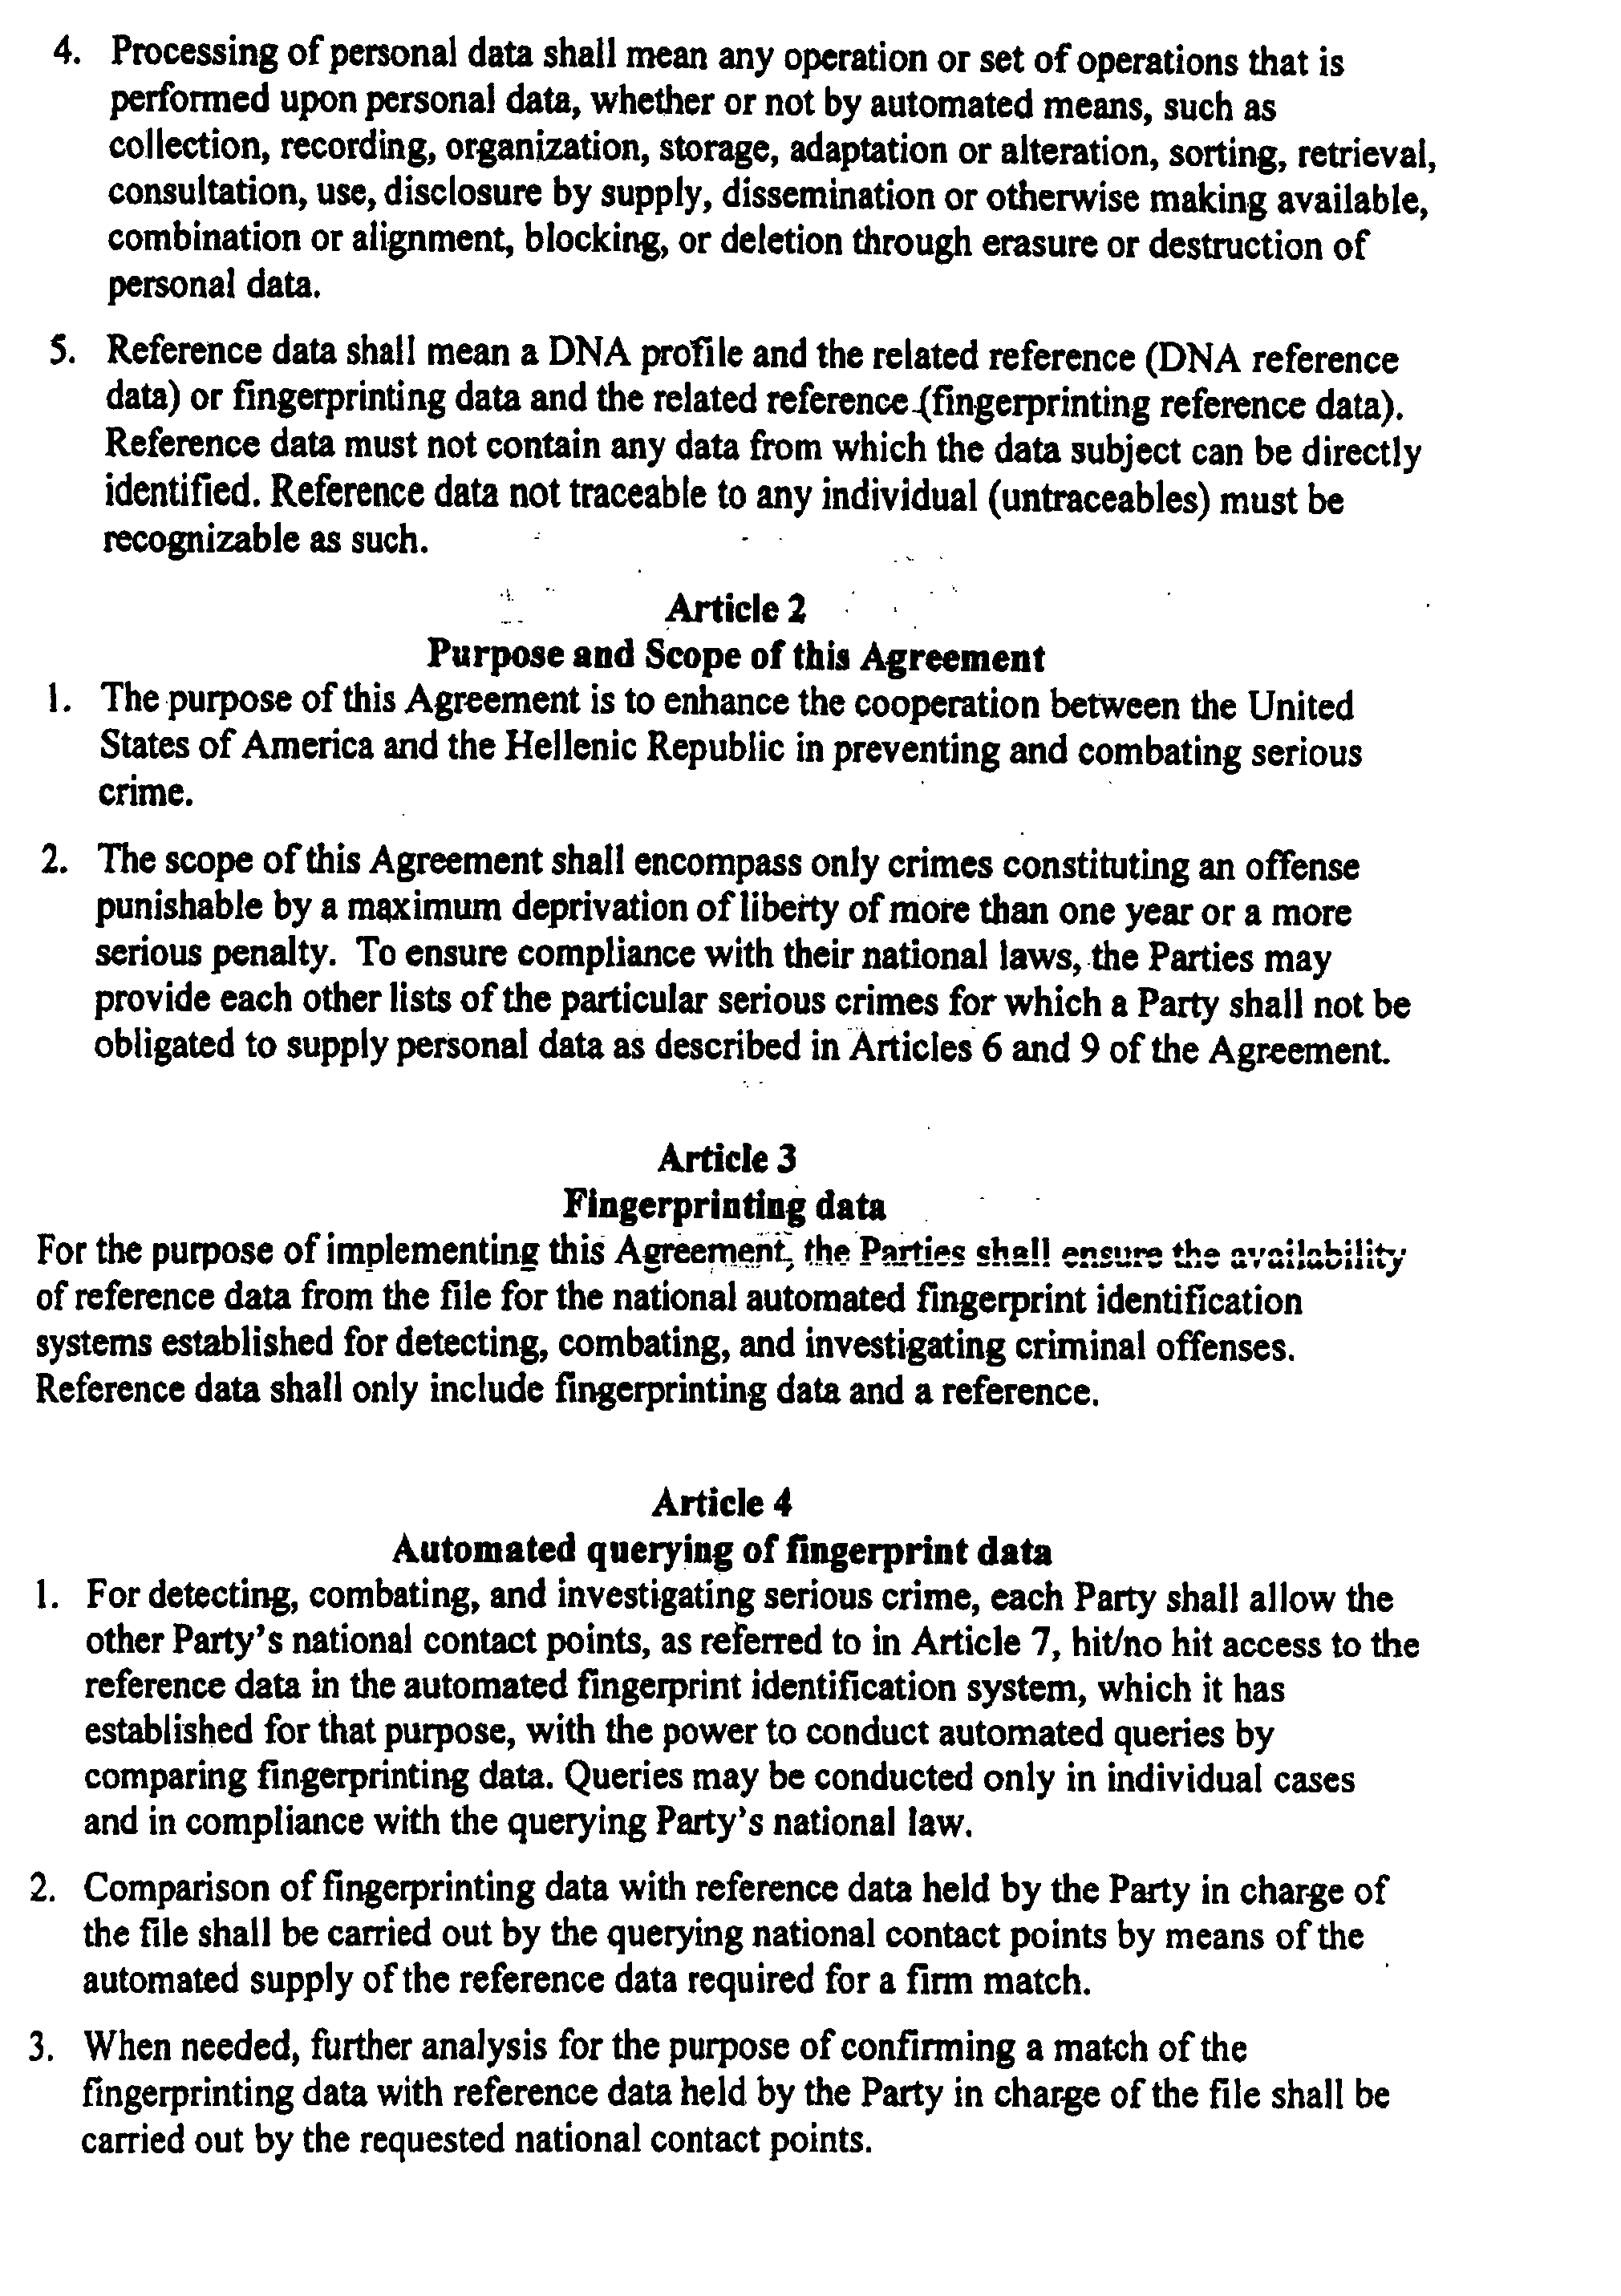 4. Processing of personal data shall mean any operation or set of operations that is
performed upon personal data, whether or not by automated means, such as
collection, recording, organization, storage, adaptation or alteration, sorting, retrieval,
consultation, use, disclosure by supply, dissemination or otherwise making available,
combination or alignment, blocking, or deletion through erasure or destruction of
personal data.
5. Reference data shall mean a DNA profile and the related reference (DNA reference
data) or fingerprinting data and the related reference (fingerprinting reference data).
Reference data must not contain any data from which the data subject can be directly
identified. Reference data not traceable to any individual (untraceables) must be
recognizable as such.
Article 2
Purpose and Scope of this Agreement
1. The purpose of this Agreement is to enhance the cooperation between the United
States of America and the Hellenic Republic in preventing and combating serious
crime.
2. The scope of this Agreement shall encompass only crimes constituting an offense
punishable by a maximum deprivation of liberty of more than one year or a more
serious penalty. To ensure compliance with their national laws, the Parties may
provide each other lists of the particular serious crimes for which a Party shall not be
obligated to supply personal data as described in Articles 6 and 9 of the Agreement.
Article 3
Fingerprinting data
For the purpose of implementing this Agreement, the Parties shall ensure the availability
of reference data from the file for the national automated fingerprint identification
systems established for detecting, combating, and investigating criminal offenses.
Reference data shall only include fingerprinting data and a reference.
Article 4
Automated querying of fingerprint data
1. For detecting, combating, and investigating serious crime, each Party shall allow the
other Party's national contact points, as referred to in Article 7, hit/no hit access to the
reference data in the automated fingerprint identification system, which it has
established for that purpose, with the power to conduct automated queries by
comparing fingerprinting data. Queries may be conducted only in individual cases
and in compliance with the querying Party's national law.
2. Comparison of fingerprinting data with reference data held by the Party in charge of
the file shall be carried out by the querying national contact points by means of the
automated supply of the reference data required for a firm match.
3. When needed, further analysis for the purpose of confirming a match of the
fingerprinting data with reference data held by the Party in charge of the file shall be
carried out by the requested national contact points.